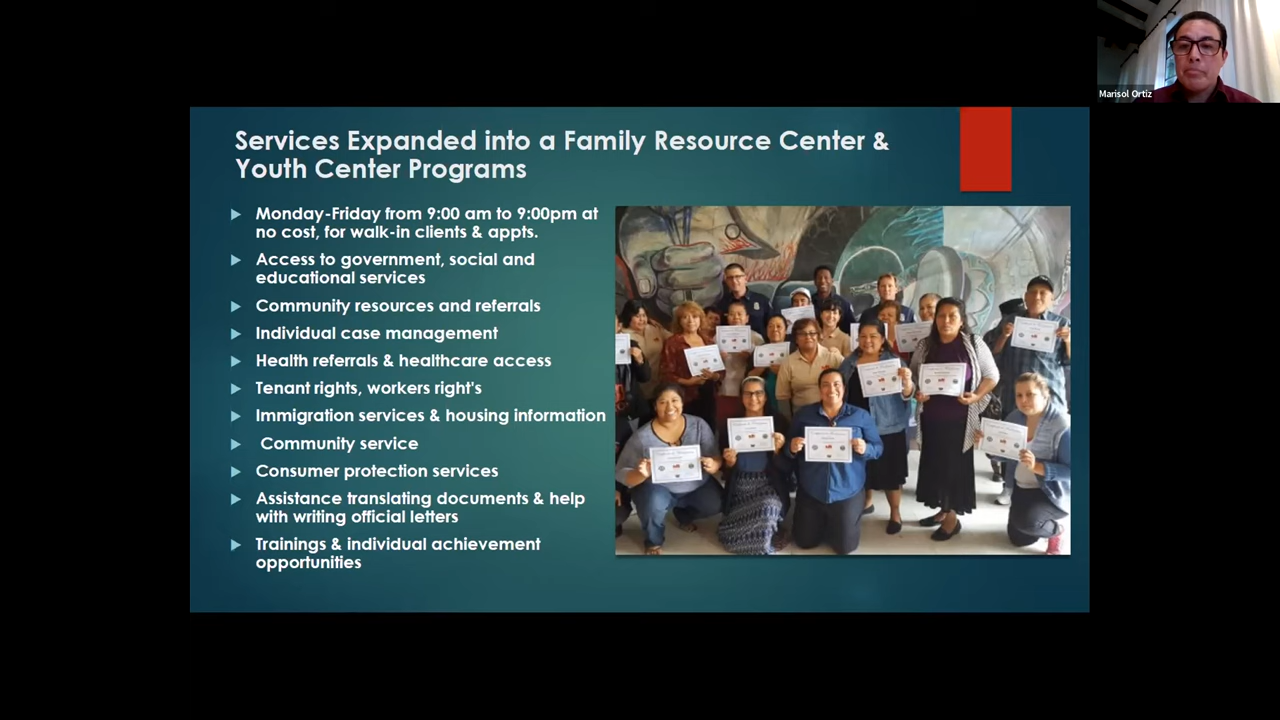 Marisol Ortiz
Services Expanded into a Family Resource Center &
Youth Center Programs
Monday-Friday from 9:00 am to 9:00pm at
no cost, for walk-in clients & appts.
Access to government, social and
educational services
Community resources and referrals
Individual case management
Health referrals & healthcare access
Tenant rights, workers right's
Immigration services & housing information
Community service
Consumer protection services
Assistance translating documents & help
with writing official letters
Trainings & individual achievement
opportunities